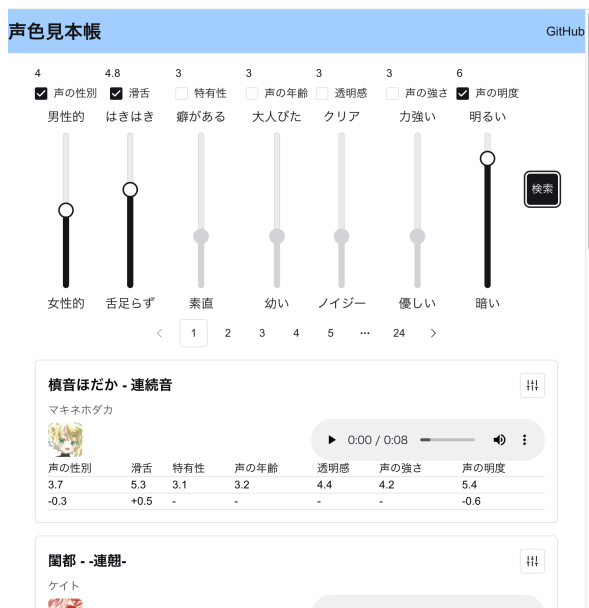 声色見本帳 GitHub
4 4.8 3 3 3 3 6
声の性別 滑舌 特有性 声の年齢 透明感 声の強さ 声の明度
男性的 はきはき 癖がある 大人びた クリア 力強い 明るい
検索
女性的 舌足らず 素直 幼い ノイジー 優しい 暗い
1 2 3 4 5 ··· 24
槙音ほだか - 連続音
マキネホダカ
0:00 / 0:08
声の性別 滑舌 特有性 声の年齢 透明感 声の強さ 声の明度
3.7 5.3 3.1 3.2 4.4 4.2 5.4
-0.3 +0.5 - - - - -0.6
閨都 - -連翹-
ケイト